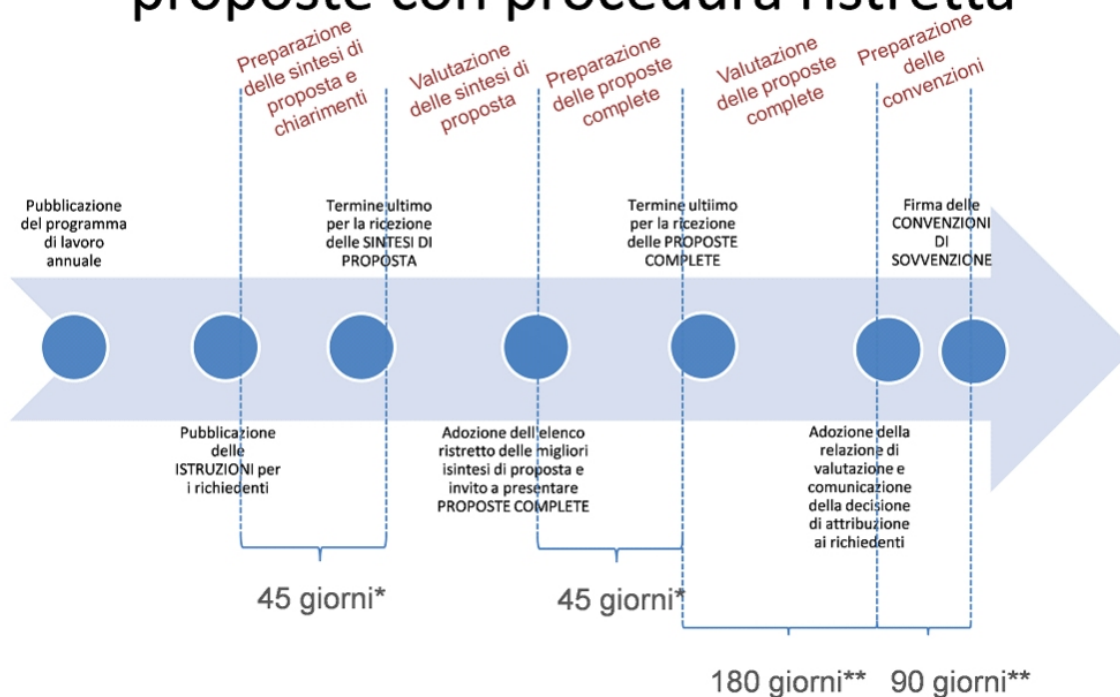 proposte con procedura ristretta
Preparazione
delle sintesi di
proposta e
chiarimenti
Valutazione
delle sintesi di
proposta
Preparazione
delle proposte
complete
Valutazione
delle proposte
complete
Preparazione
delle
convenzioni
Pubblicazione
del programma
di lavoro
annuale
Termine ultimo
per la ricezione
delle SINTESI DI
PROPOSTA
Termine ultiimo
per la ricezione
delle PROPOSTE
COMPLETE
Firma delle
CONVENZIONI
DI
SOVVENZIONE
Pubblicazione
delle
ISTRUZIONI per
i richiedenti
Adozione dell'elenco
ristretto delle migliori
isintesi di proposta e
invito a presentare
PROPOSTE COMPLETE
Adozione della
relazione di
valutazione e
comunicazione
della decisione
di attribuzione
ai richiedenti
45 giorni*
45 giorni*
180 giorni**
90 giorni**